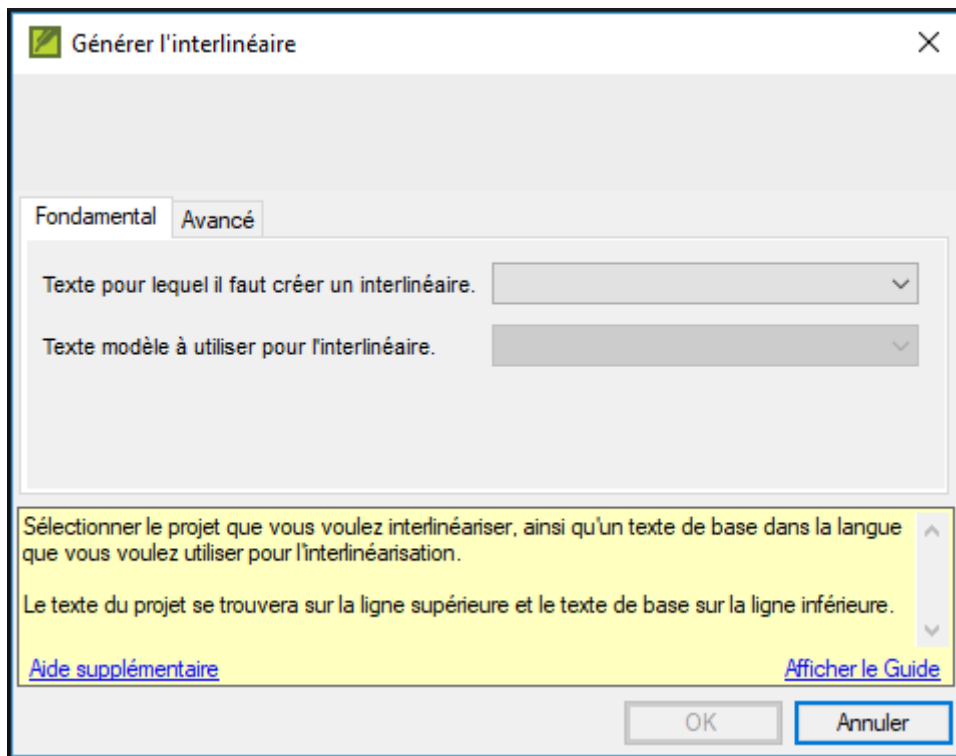 Générer l'interlinéaire
Fondamental
Avancé
Texte pour lequel il faut créer un interlinéaire.
Texte modèle à utiliser pour l'interlinéaire.
Sélectionner le projet que vous voulez interlinéariser, ainsi qu'un texte de base dans la langue
que vous voulez utiliser pour l'interlinéarisation.
Le texte du projet se trouvera sur la ligne supérieure et le texte de base sur la ligne inférieure.
Aide supplémentaire
Afficher le Guide
OK
Annuler